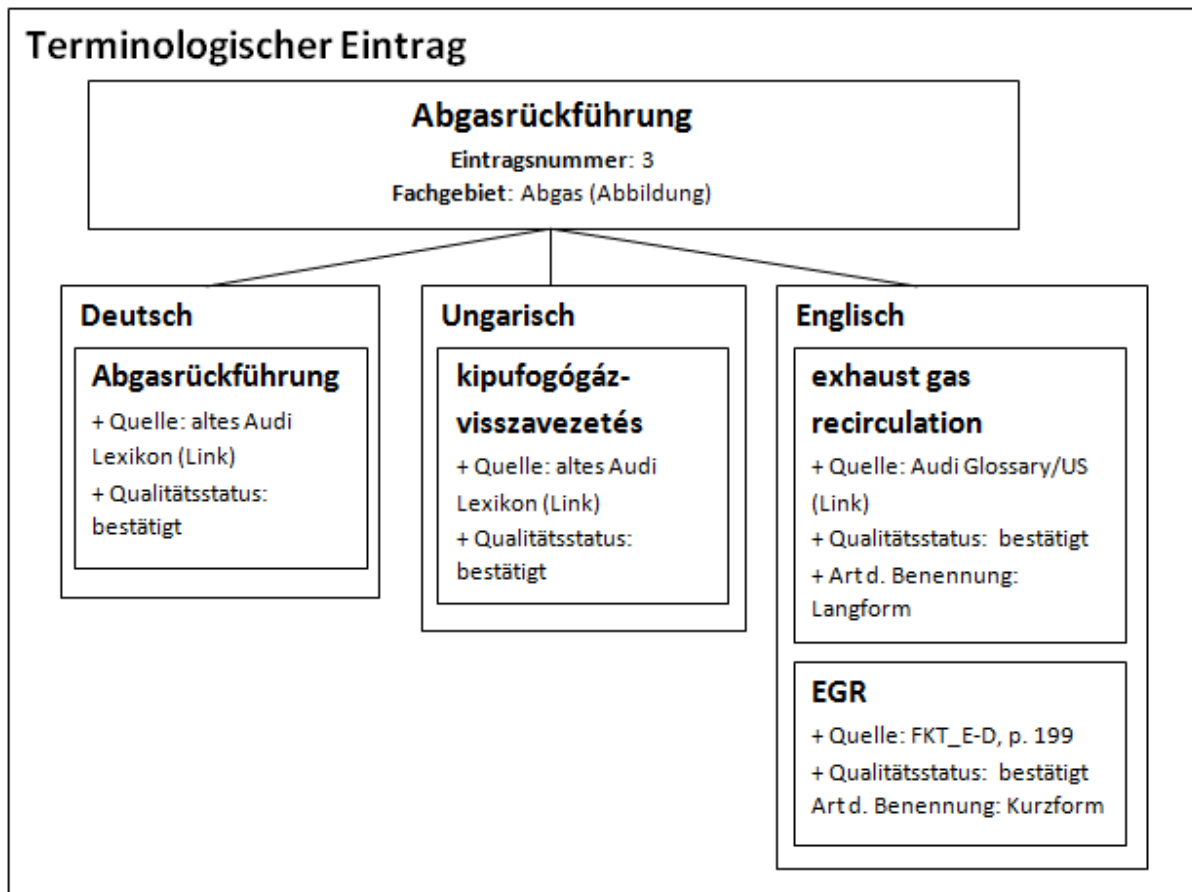 Terminologischer Eintrag
Abgasrückführung
Eintragsnummer: 3
Fachgebiet: Abgas (Abbildung)
Deutsch
Abgasrückführung
+ Quelle: altes Audi
Lexikon (Link)
+ Qualitätsstatus:
bestätigt
Ungarisch
kipufogógáz-
visszavezetés
+ Quelle: altes Audi
Lexikon (Link)
+ Qualitätsstatus:
bestätigt
Englisch
exhaust gas
recirculation
+ Quelle: Audi Glossary/US
(Link)
+ Qualitätsstatus: bestätigt
+ Art d. Benennung:
Langform
EGR
+ Quelle: FKT_E-D, p. 199
+ Qualitätsstatus: bestätigt
Art d. Benennung: Kurzform